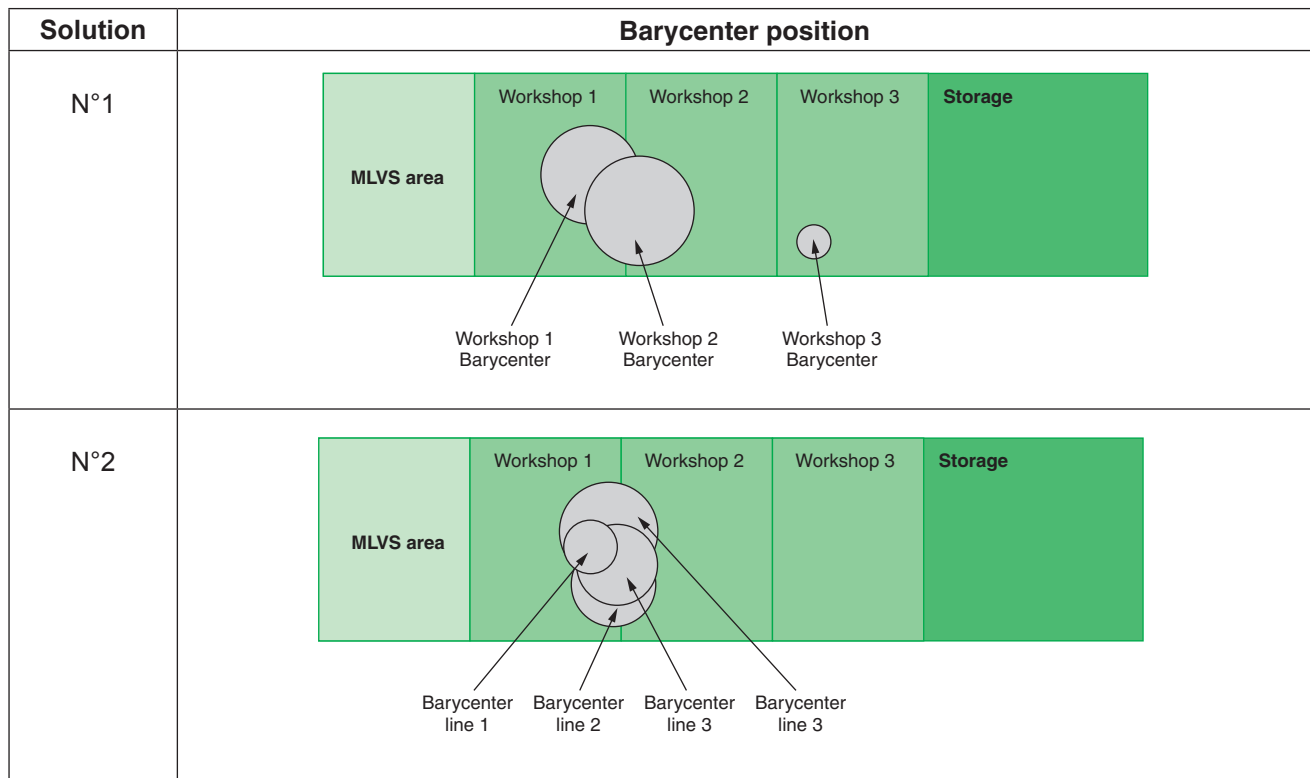 Solution
Barycenter position
N°1
Workshop 1
Workshop 2
Workshop 3
Storage
MLVS area
Workshop 1
Barycenter
Workshop 2
Barycenter
Workshop 3
Barycenter
N°2
Workshop 1
Workshop 2
Workshop 3
Storage
MLVS area
Barycenter
line 1
Barycenter
line 2
Barycenter
line 3
Barycenter
line 3